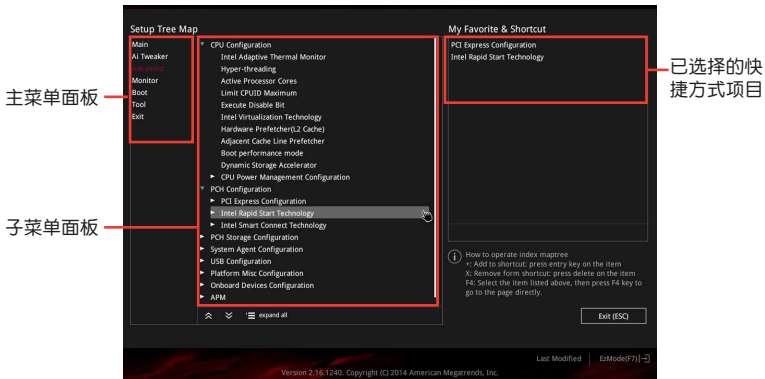 Setup Tree Map
My Favorite & Shortcut
Main
Ai Tweaker
Advanced
Monitor
Boot
Tool
Exit
CPU Configuration
Intel Adaptive Thermal Monitor
Hyper-threading
Active Processor Cores
Limit CPUID Maximum
Execute Disable Bit
Intel Virtualization Technology
Hardware Prefetcher(L2 Cache)
Adjacent Cache Line Prefetcher
Boot performance mode
Dynamic Storage Accelerator
CPU Power Management Configuration
PCH Configuration
PCI Express Configuration
Intel Rapid Start Technology
Intel Smart Connect Technology
PCH Storage Configuration
System Agent Configuration
USB Configuration
Platform Misc Configuration
Onboard Devices Configuration
APM
expand all
PCI Express Configuration
Intel Rapid Start Technology
How to operate index maptree
+: Add to shortcut: press entry key on the item
X: Remove form shortcut: press delete on the item
F4: Select the item listed above, then press F4 key to
go to the page directly.
Exit (ESC)
Last Modified
EzMode(F7)
Version 2.16.1240. Copyright (C) 2014 American Megatrends, Inc.
主菜单面板
子菜单面板
已选择的快
捷方式项目